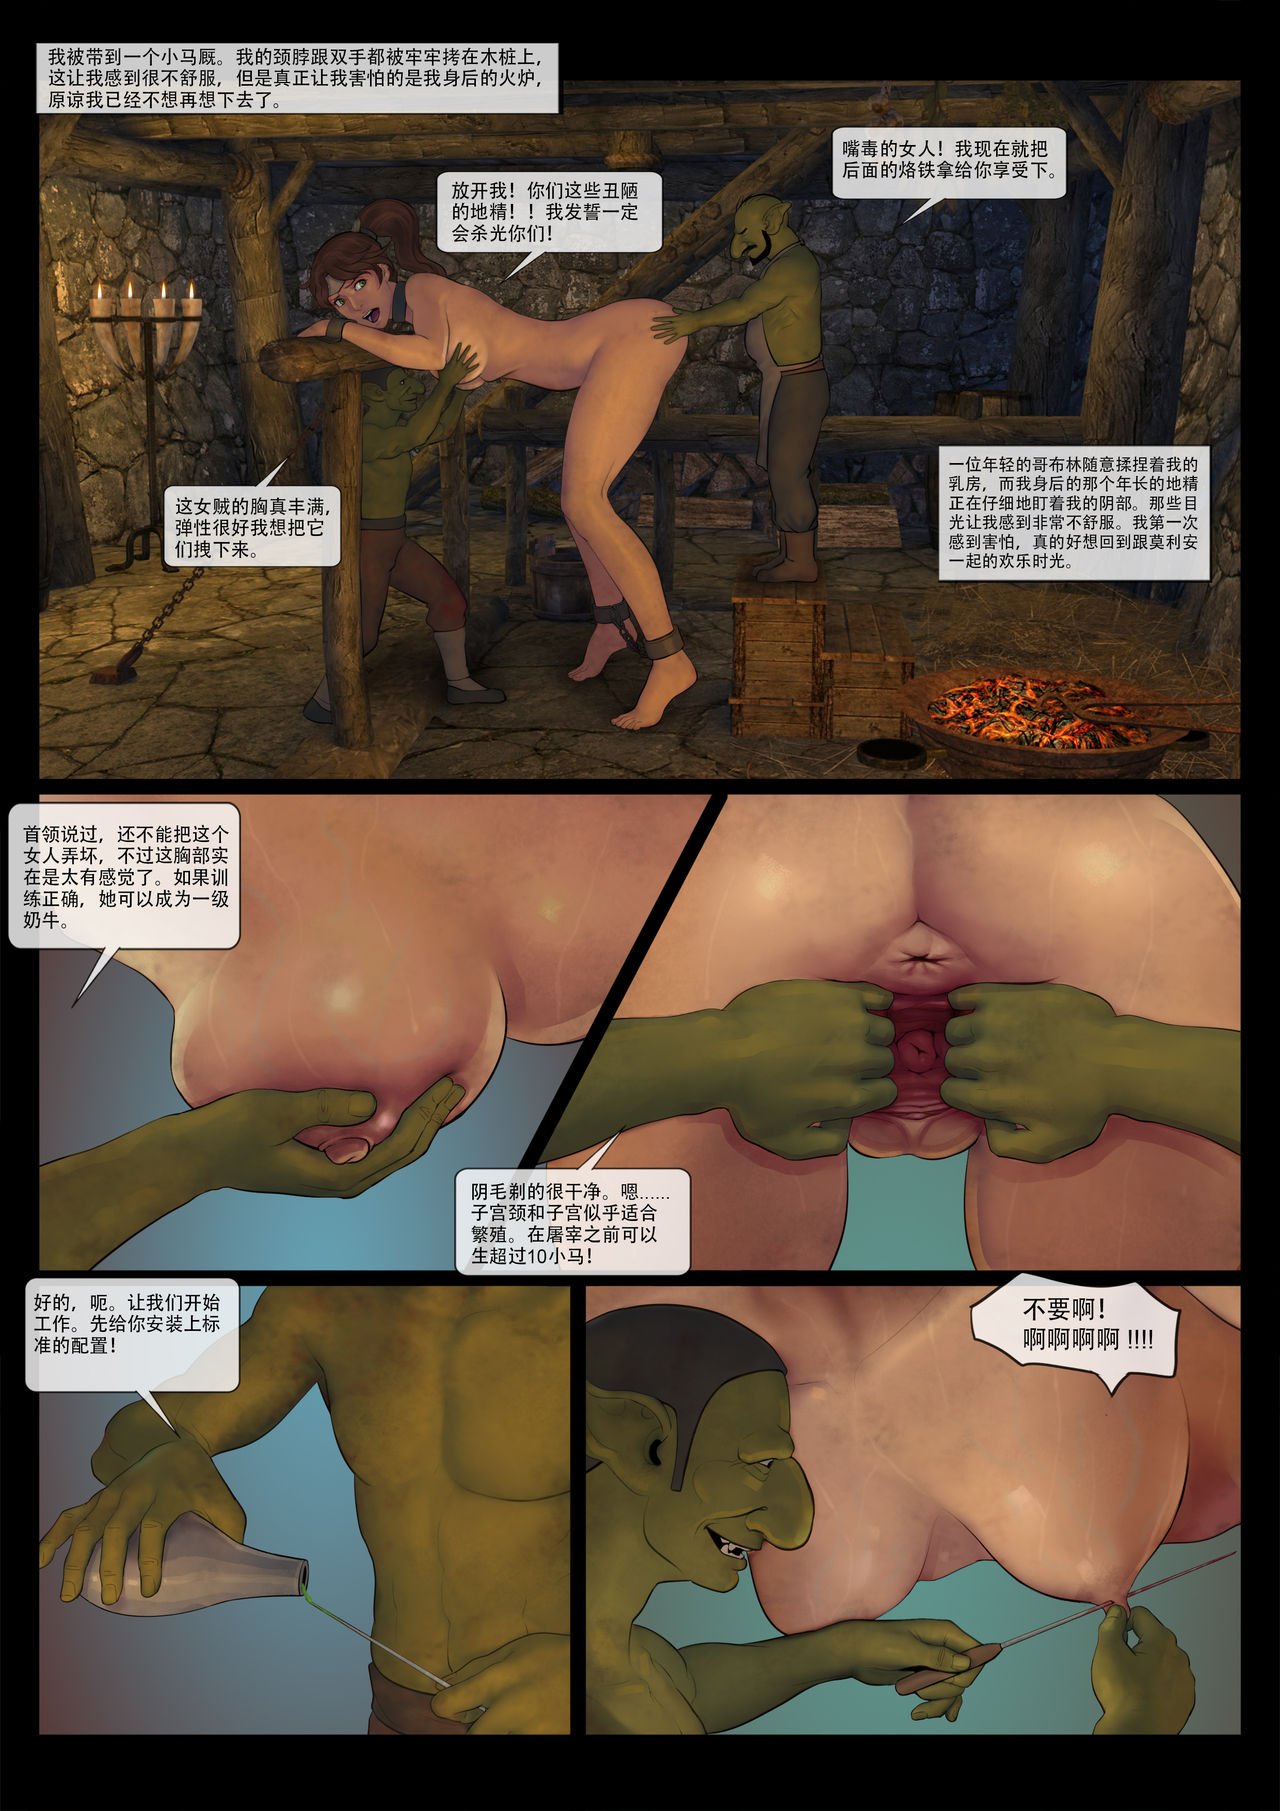 我被带到一个小马厩。我的颈脖跟双手都被牢牢拷在木桩上，
这让我感到很不舒服，但是真正让我害怕的是我身后的火炉，
原谅我已经不想再想下去了。
嘴毒的女人！我现在就把
后面的烙铁拿给你享受下。
放开我！你们这些丑陋
的地精！！我发誓一定
会杀光你们！
一位年轻的哥布林随意揉捏着我的
乳房，而我身后的那个年长的地精
正在仔细地盯着我的阴部。那些目
光让我感到非常不舒服。我第一次
感到害怕，真的好想回到跟莫利安
一起的欢乐时光。
这女贼的胸真丰满，
弹性很好我想把它
们拽下来。
首领说过，还不能把这个
女人弄坏，不过这胸部实
在是太有感觉了。如果训
练正确，她可以成为一级
奶牛。
阴毛剃的很干净。嗯……
子宫颈和子宫似乎适合
繁殖。在屠宰之前可以
生超过10小马！
好的，呃。让我们开始
工作。先给你安装上标
准的配置！
不要啊！
啊啊啊啊 !!!!